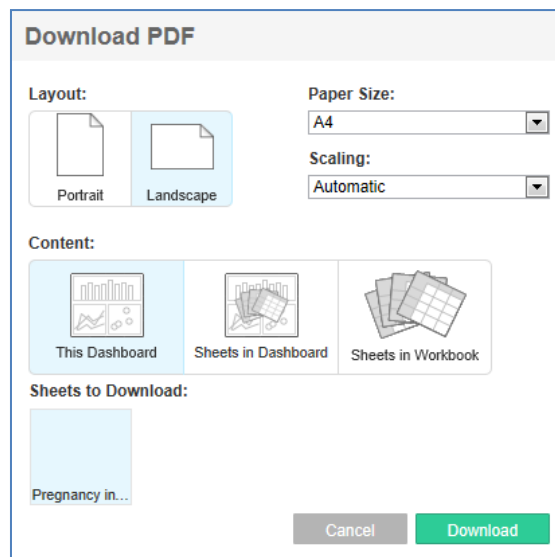 Download PDF
Layout:
Portrait
Landscape
Paper Size:
A4
Scaling:
Automatic
Content:
This Dashboard
Sheets in Dashboard
Sheets in Workbook
Sheets to Download:
Pregnancy in...
Cancel
Download